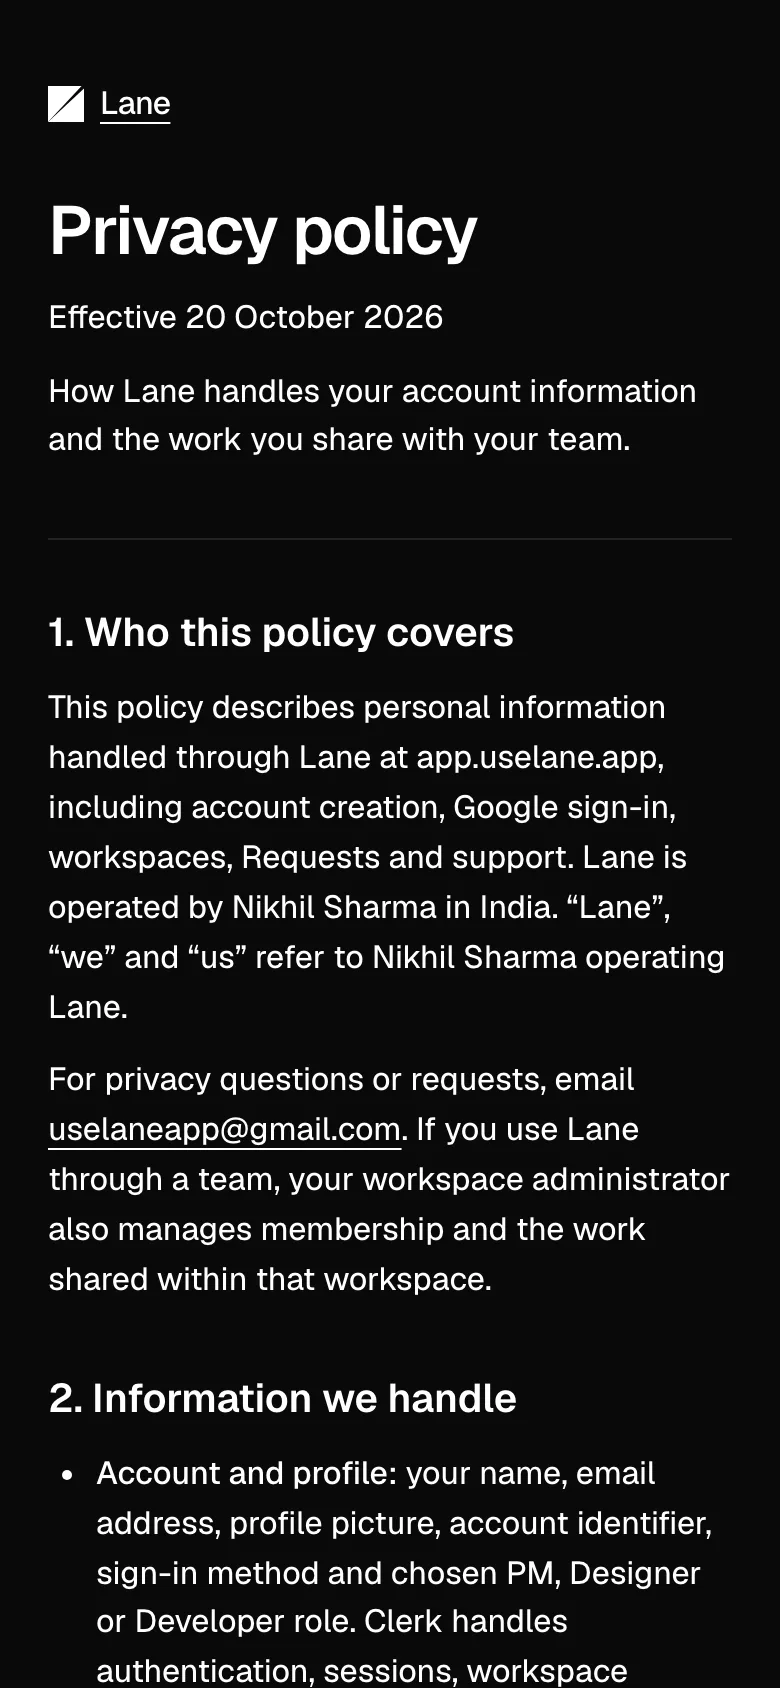 Lane
Privacy policy
Effective 20 October 2026
How Lane handles your account information
and the work you share with your team.
1. Who this policy covers
This policy describes personal information
handled through Lane at app.uselane.app,
including account creation, Google sign-in,
workspaces, Requests and support. Lane is
operated by Nikhil Sharma in India. “Lane”,
“we” and “us” refer to Nikhil Sharma operating
Lane.
For privacy questions or requests, email
uselaneapp@gmail.com. If you use Lane
through a team, your workspace administrator
also manages membership and the work
shared within that workspace.
2. Information we handle
• Account and profile: your name, email
address, profile picture, account identifier,
sign-in method and chosen PM, Designer
or Developer role. Clerk handles
authentication, sessions, workspace